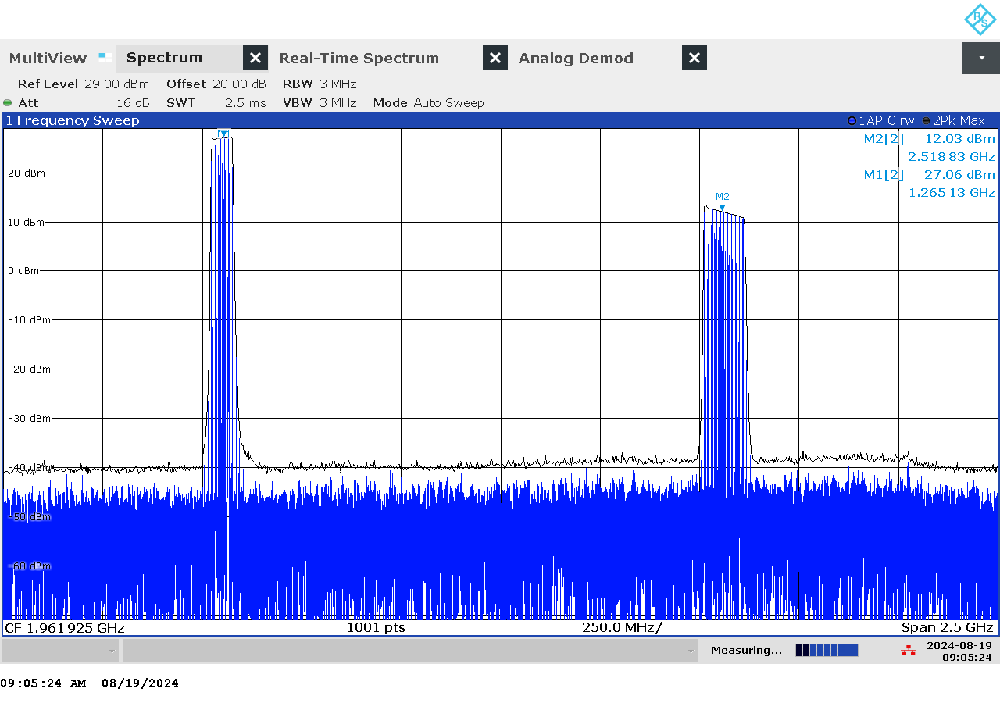 R/S
MultiView Spectrum Real-Time Spectrum Analog Demod
Ref Level 29.00 dBm Offset 20.00 dB RBW 3 MHz
Att 16 dB SWT 2.5 ms VBW 3 MHz Mode Auto Sweep
1 Frequency Sweep 1AP Clrw 2Pk Max
M1 M2[2] 12.03 dBm
2.518 83 GHz
20 dBm M1[2] 27.06 dBm
1.265 13 GHz
M2
10 dBm
0 dBm
-10 dBm
-20 dBm
-30 dBm
-40 dBm
-50 dBm
-60 dBm
CF 1.961925 GHz 1001 pts 250.0 MHz/ Span 2.5 GHz
Measuring... 2024-08-19
09:05:24
09:05:24 AM 08/19/2024